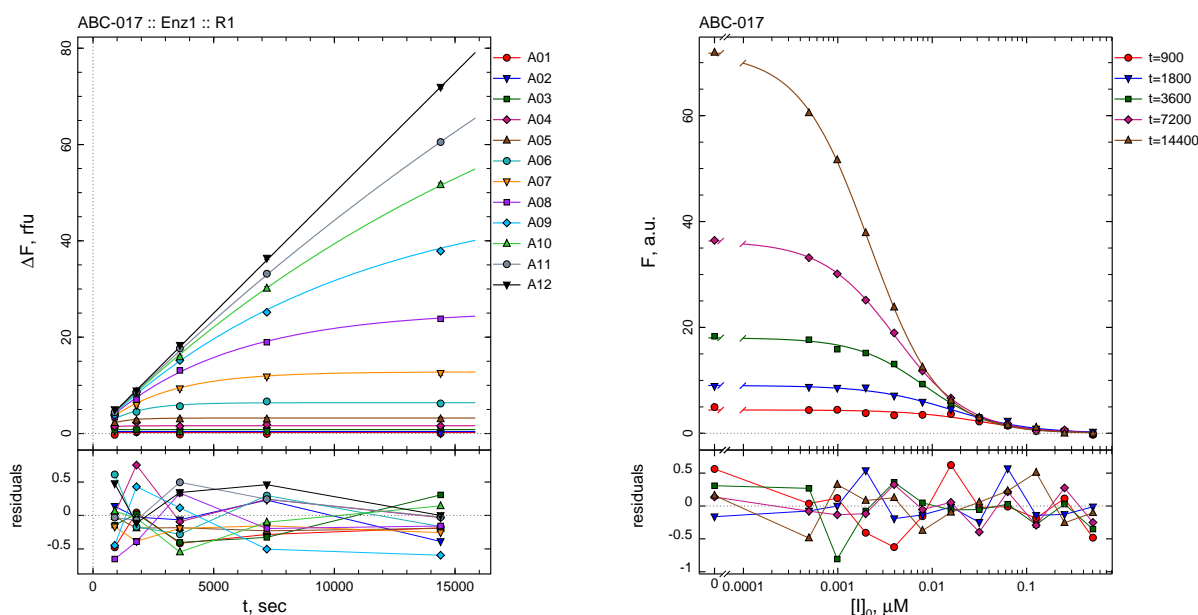 ABC-017 :: Enz1 :: R1
ΔF, rfu
80
60
40
20
0
A01
A02
A03
A04
A05
A06
A07
A08
A09
A10
A11
A12
residuals
0.5
0
-0.5
0
5000
10000
15000
t, sec
ABC-017
F, a.u.
80
60
40
20
0
t=900
t=1800
t=3600
t=7200
t=14400
residuals
0.5
0
-0.5
-1
0
0
0.0001
0.001
0.01
0.1
[I]₀, μM